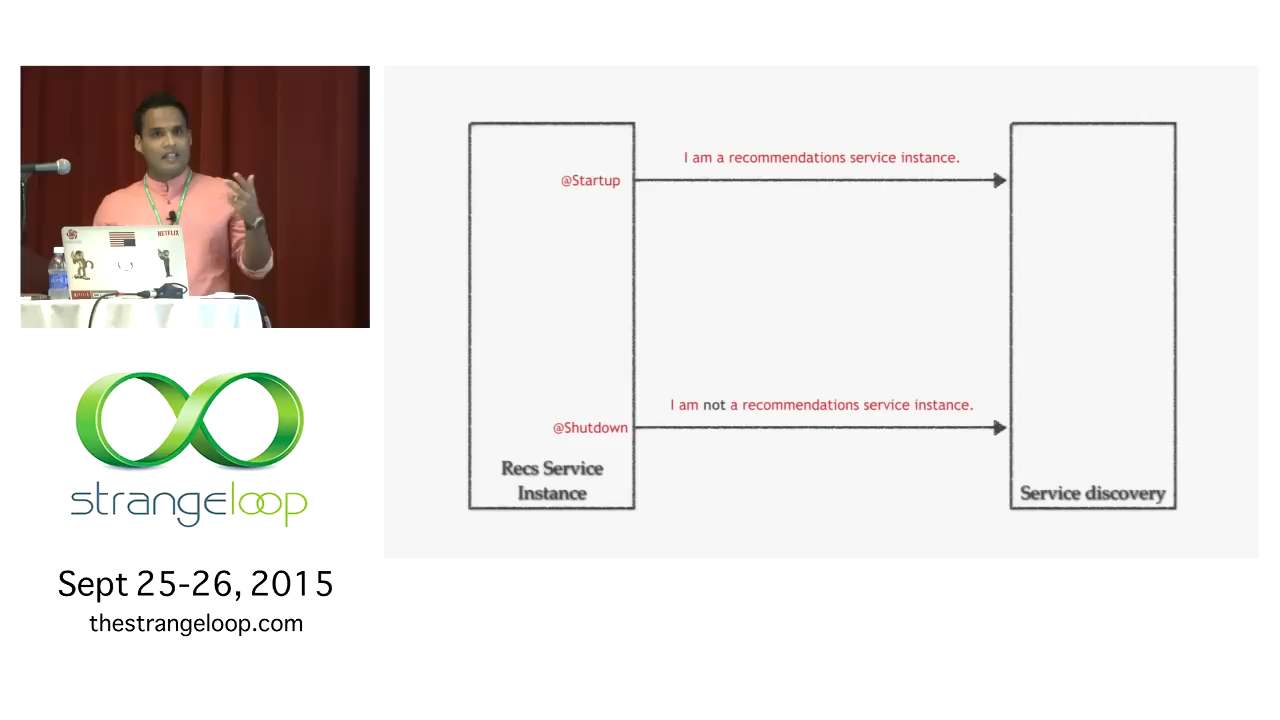 NETFLIX
I am a recommendations service instance.
@Startup
I am not a recommendations service instance.
@Shutdown
Recs Service
Instance
Service discovery
strangeloop
Sept 25-26, 2015
thestrangeloop.com